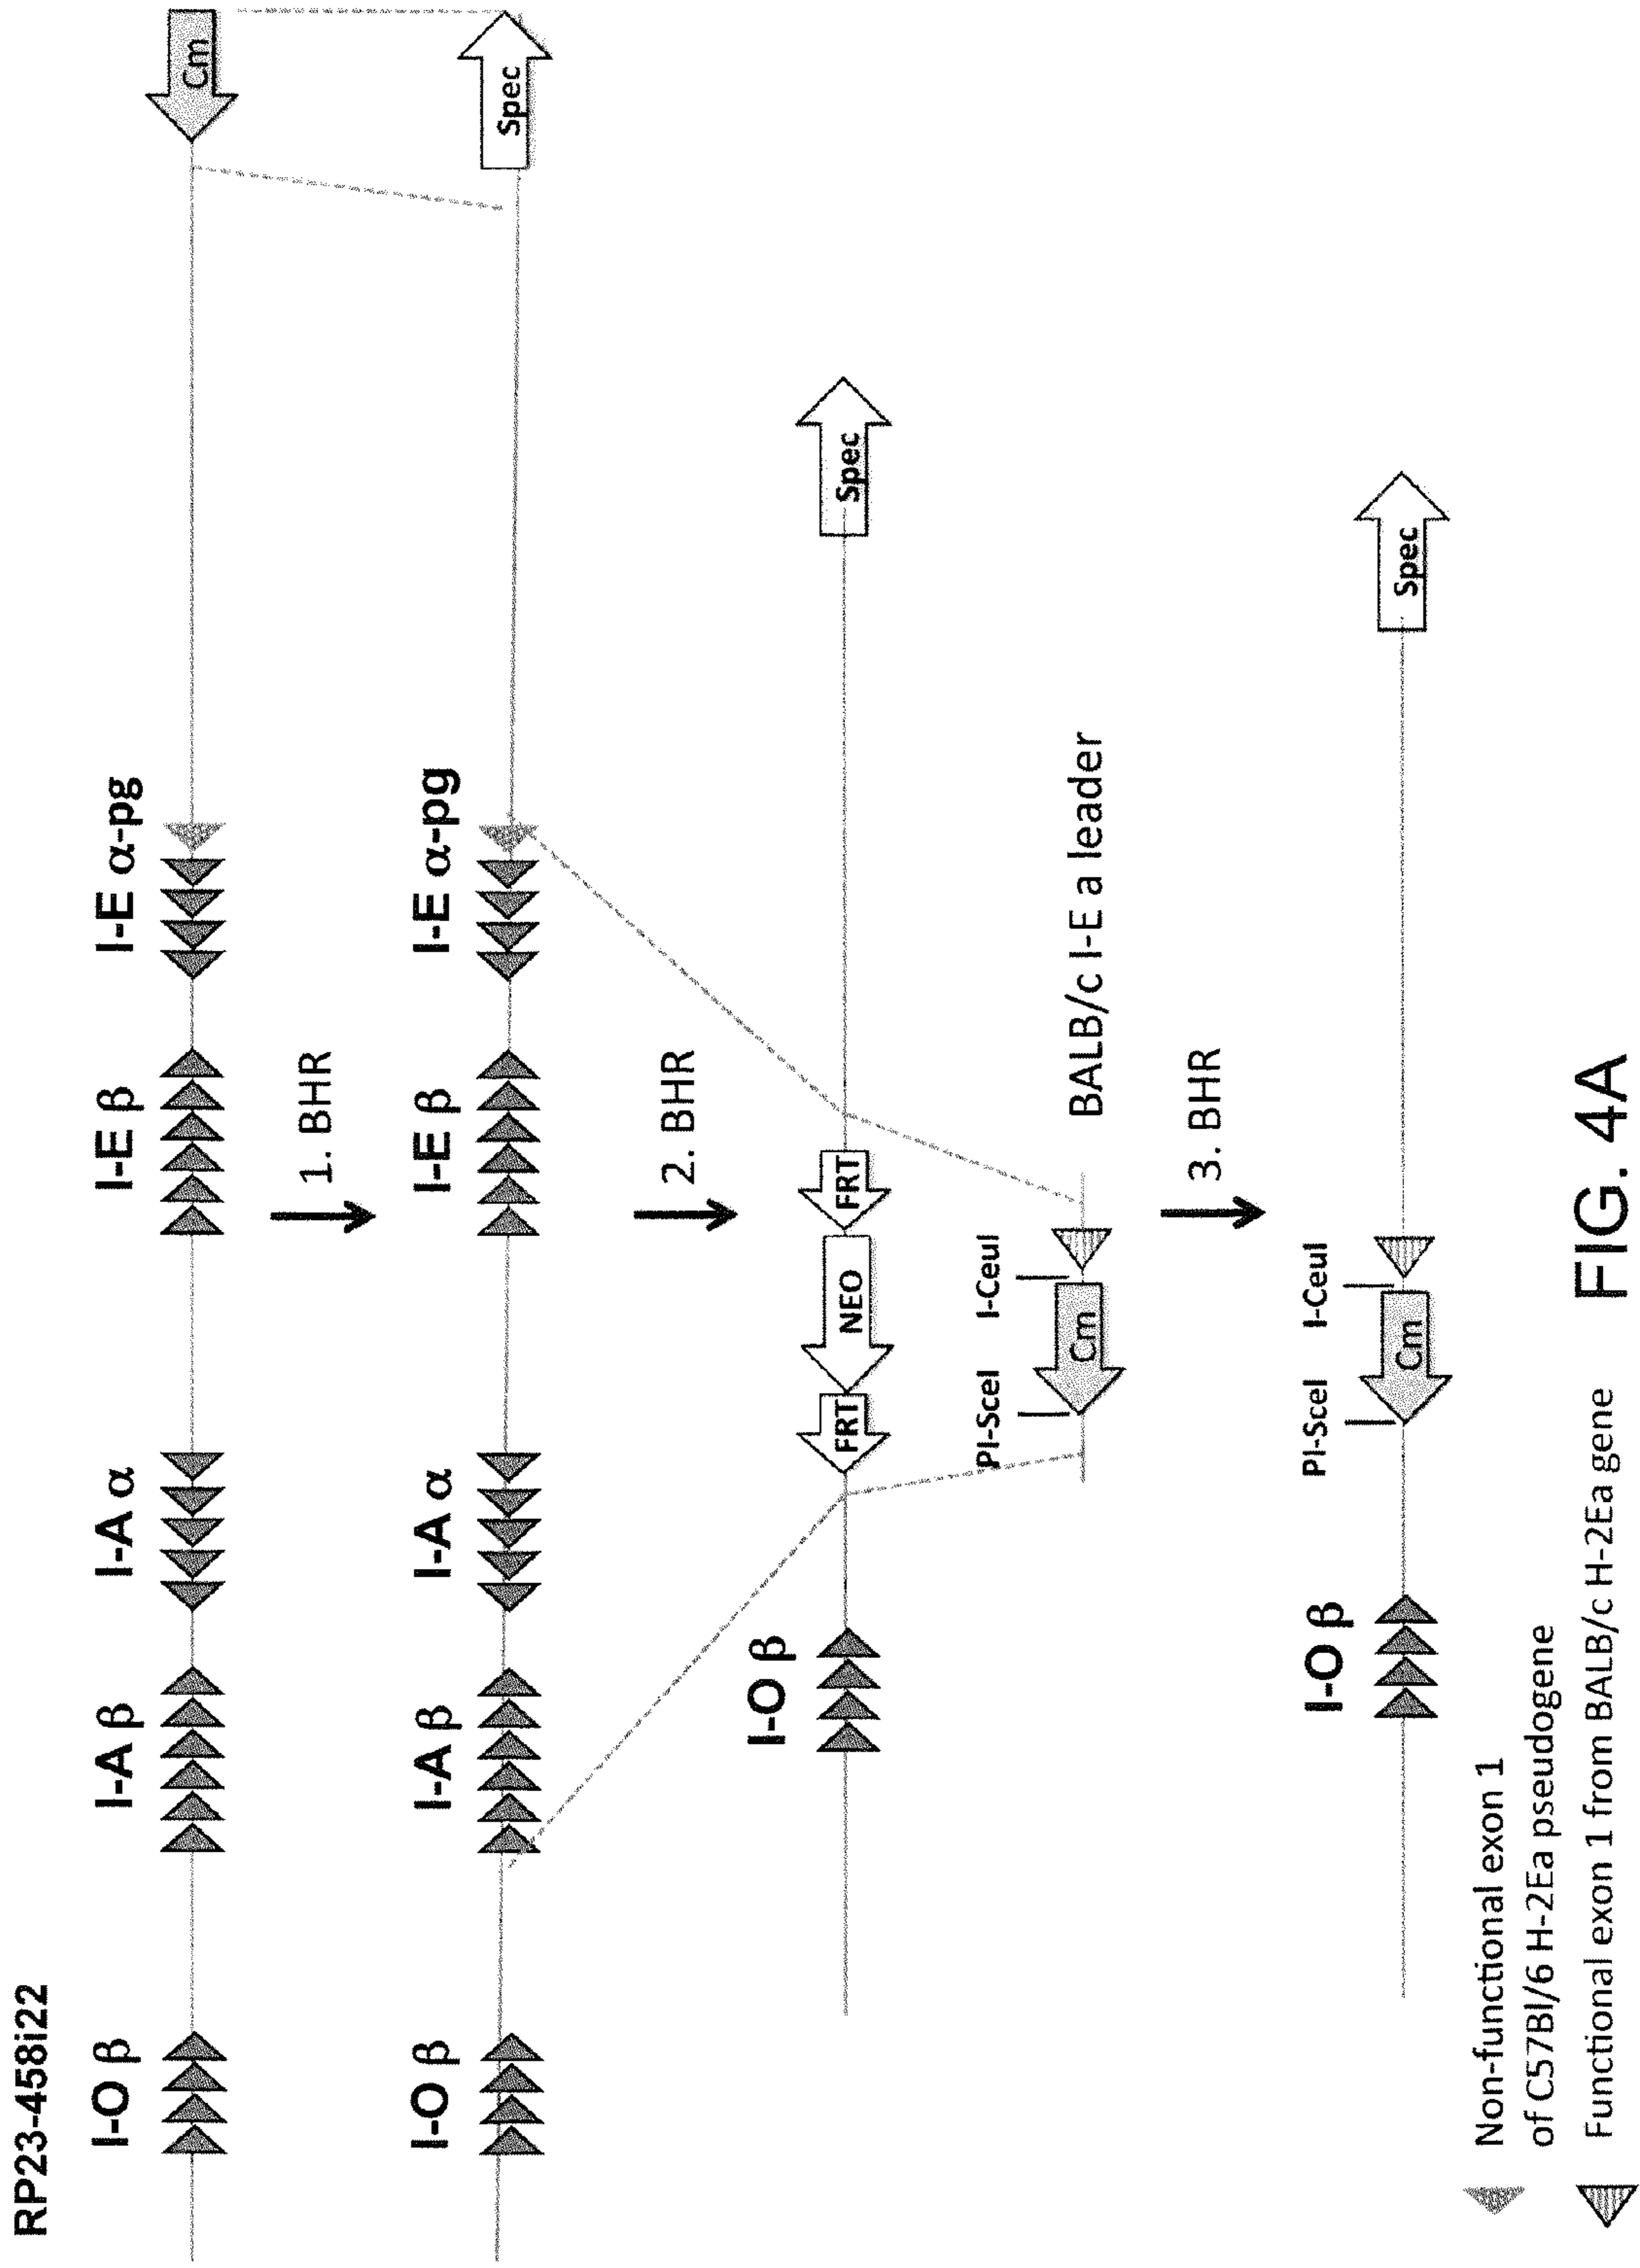 RP23-458i22
I-O β
I-A β
I-A α
I-E β
I-E α-pg
Cm
1. BHR
I-O β
I-A β
I-A α
I-E β
I-E α-pg
Spec
2. BHR
I-O β
FRT
NEO
FRT
Spec
PI-SceI
I-CeuI
Cm
BALB/c I-E a leader
3. BHR
I-O β
PI-SceI
I-CeuI
Cm
Spec
Non-functional exon 1
of C57Bl/6 H-2Ea pseudogene
Functional exon 1 from BALB/c H-2Ea gene
FIG. 4A